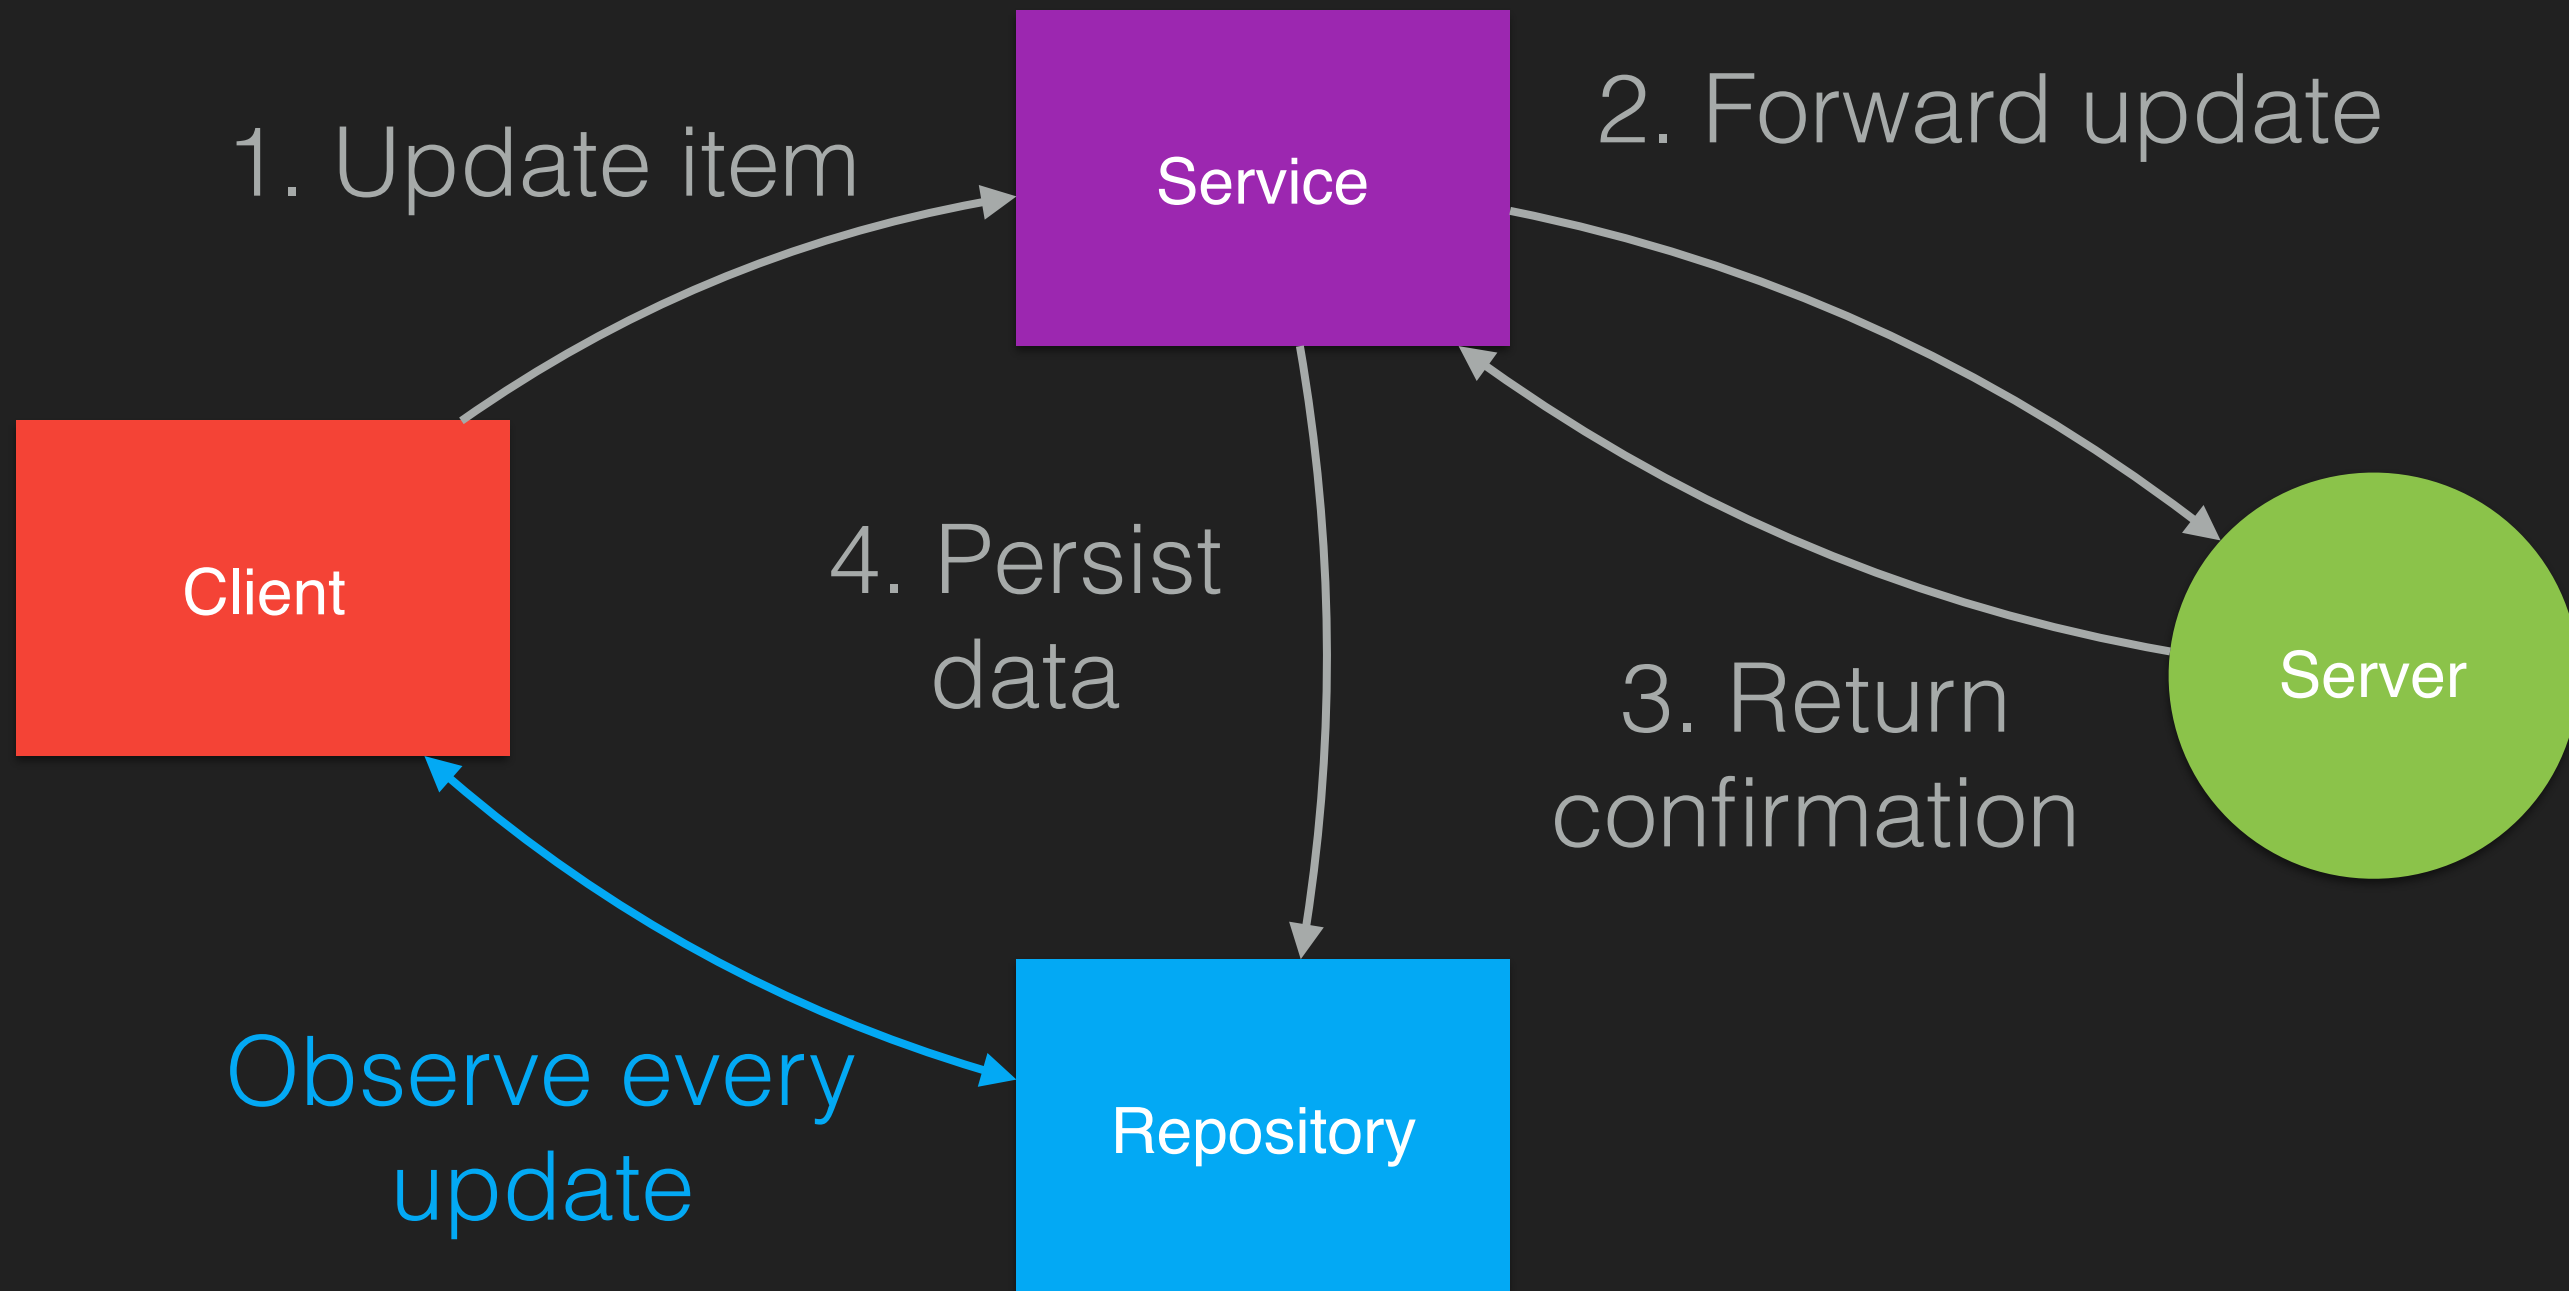 1. Update item
Service
2. Forward update
Client
4. Persist
data
3. Return
confirmation
Server
Observe every
update
Repository